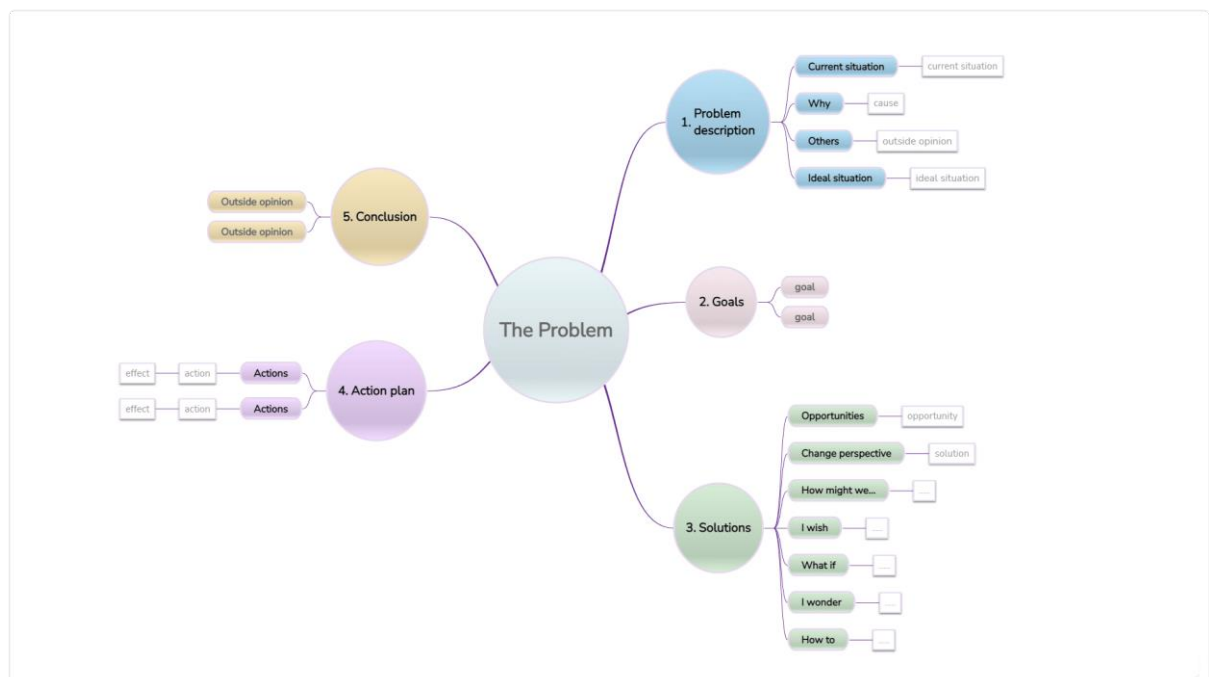 The Problem
1. Problem
description
Current situation
current situation
Why
cause
Others
outside opinion
Ideal situation
ideal situation
2. Goals
goal
goal
3. Solutions
Opportunities
opportunity
Change perspective
solution
How might we...
.....
I wish
.....
What if
.....
I wonder
.....
How to
.....
4. Action plan
Actions
action
effect
Actions
action
effect
5. Conclusion
Outside opinion
Outside opinion